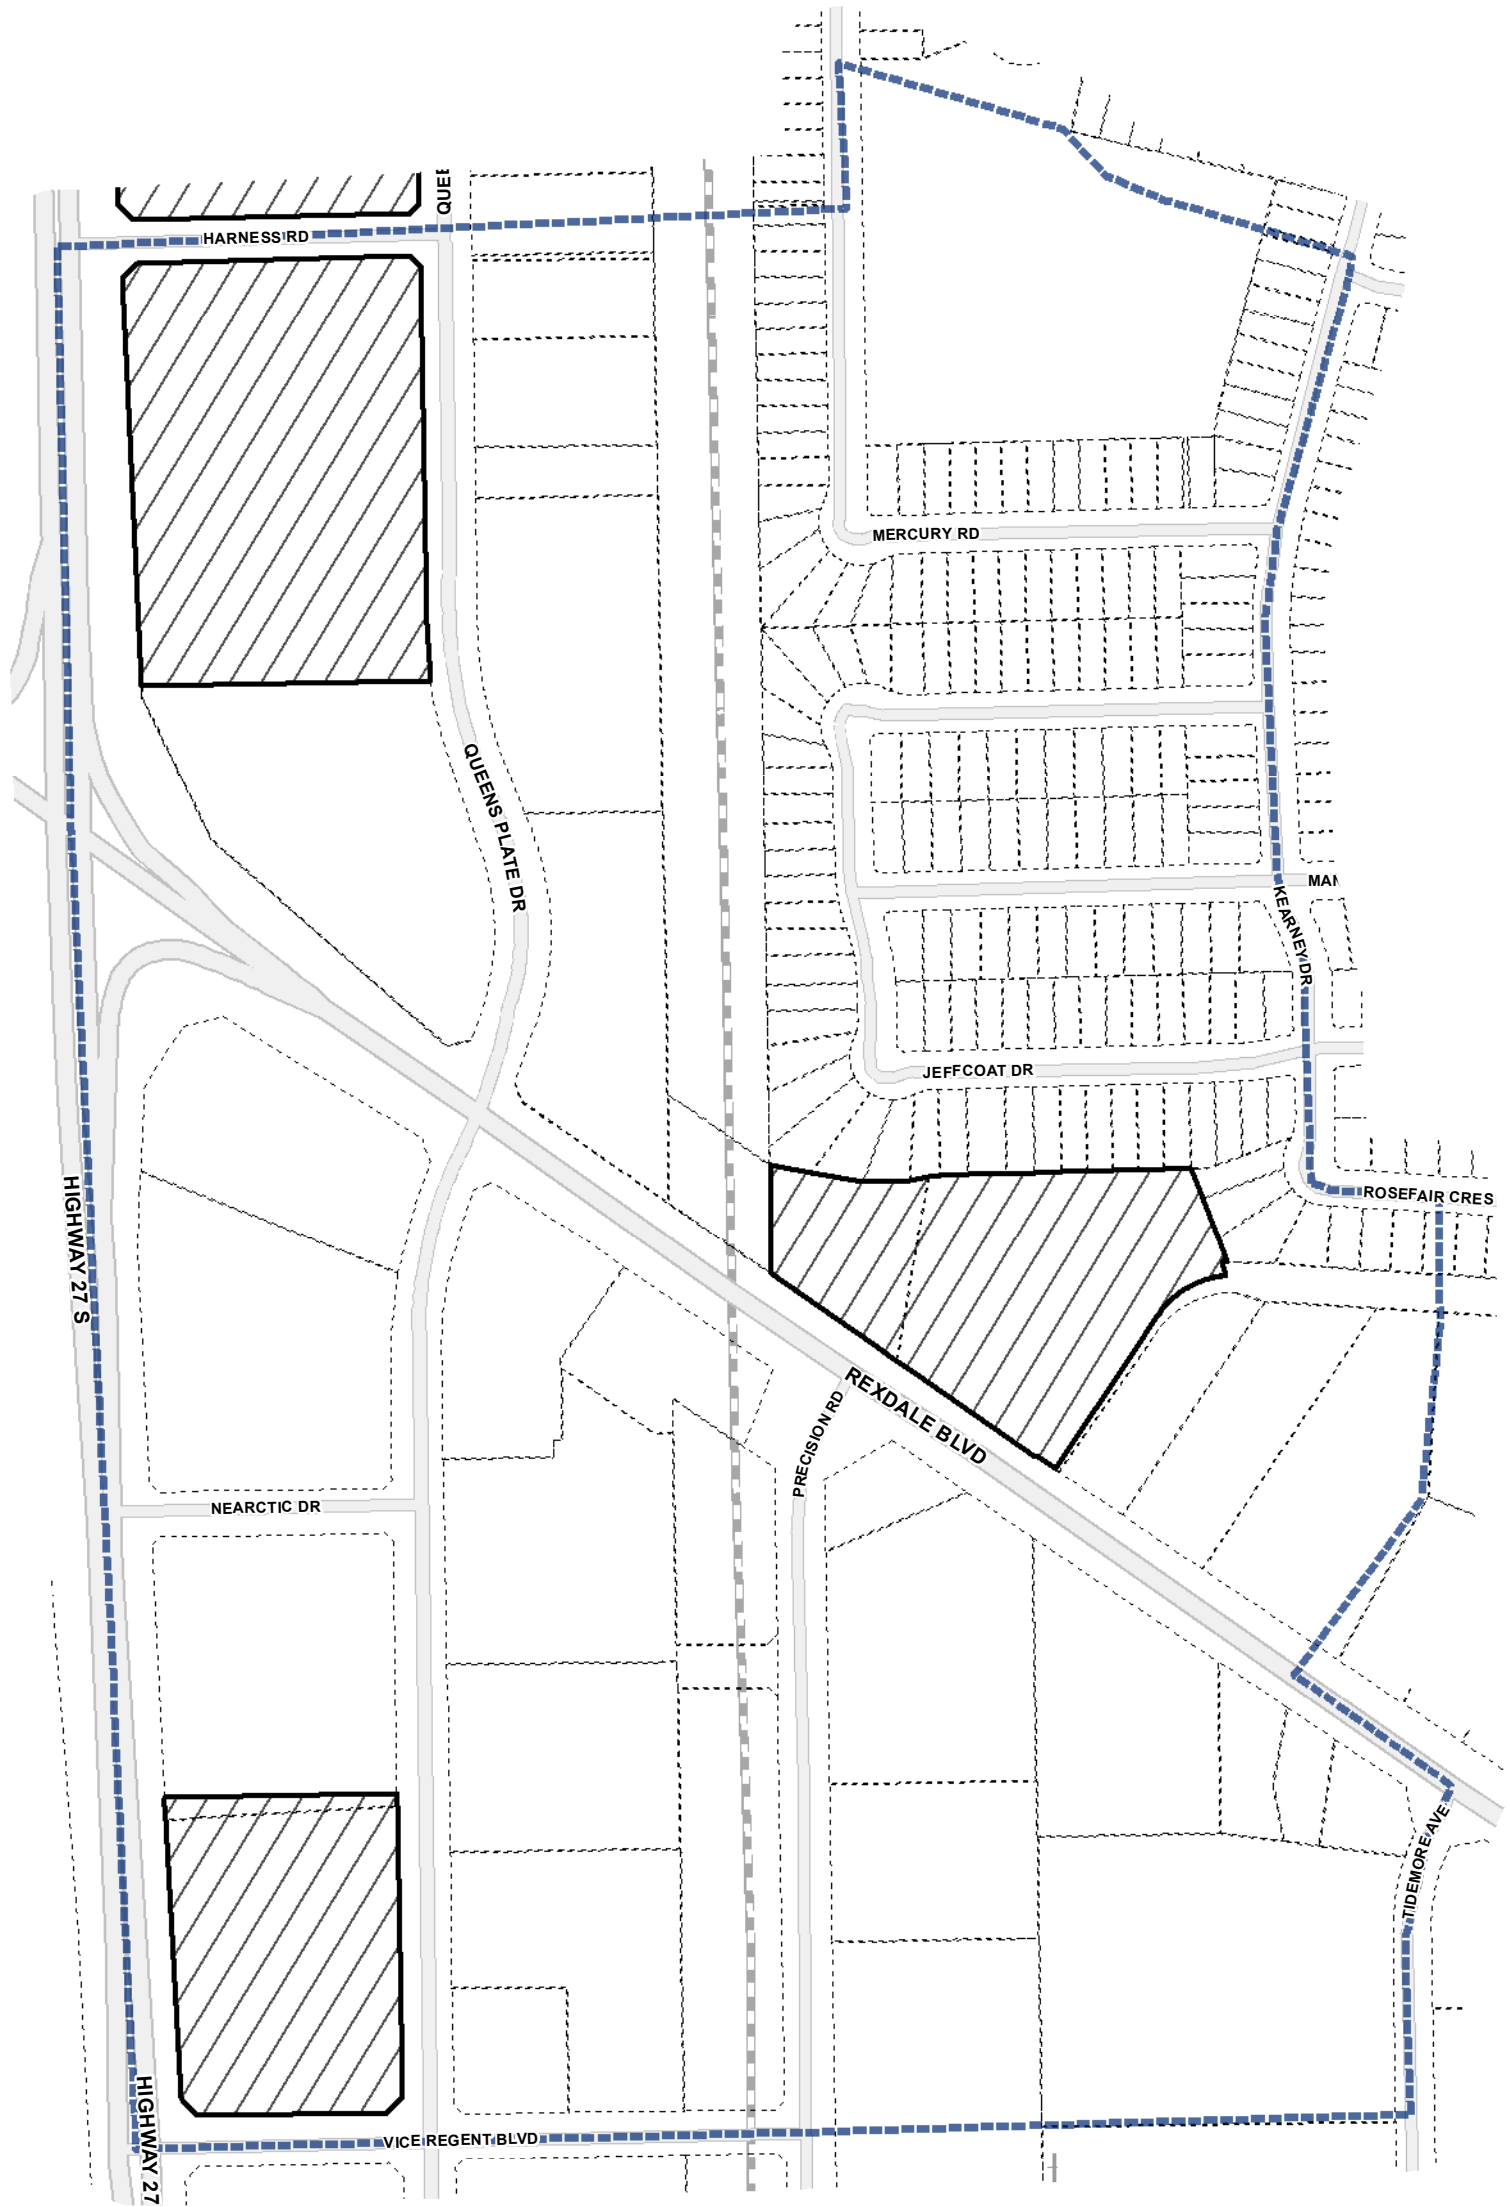 QUEE
HARNESS RD
MERCURY RD
QUEENS PLATE DR
MAN
KEARNEY DR
JEFFCOAT DR
HIGHWAY 27 S
ROSEFAIR CRES
REXDALE BLVD
PRECISION RD
NEARCTIC DR
TIDEMORE AVE
HIGHWAY 27
VICE REGENT BLVD